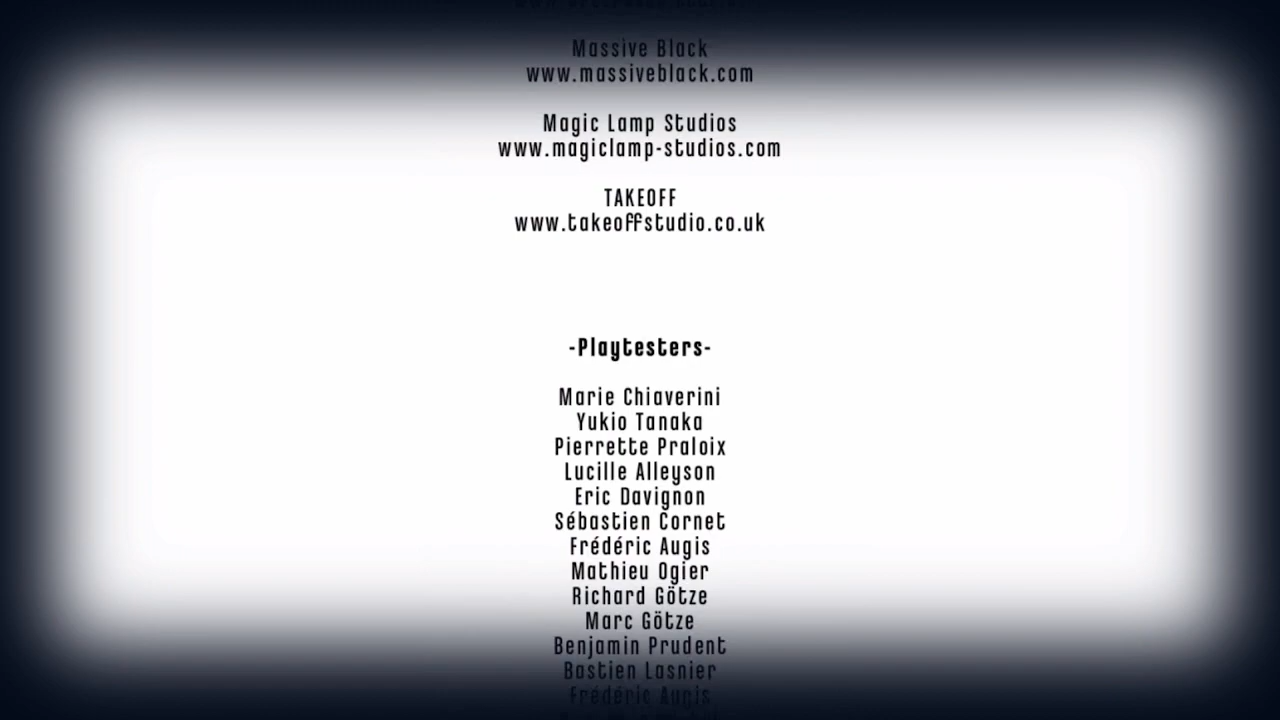 Massive Black
www.massiveblack.com
Magic Lamp Studios
www.magiclamp-studios.com
TAKEOFF
www.takeoffstudio.co.uk
-Playtesters-
Marie Chiaverini
Yukio Tanaka
Pierrette Praloix
Lucille Alleyson
Eric Davignon
Sébastien Cornet
Frédéric Augis
Mathieu Ogier
Richard Götze
Marc Götze
Benjamin Prudent
Bastien Lasnier
Frédéric Augis